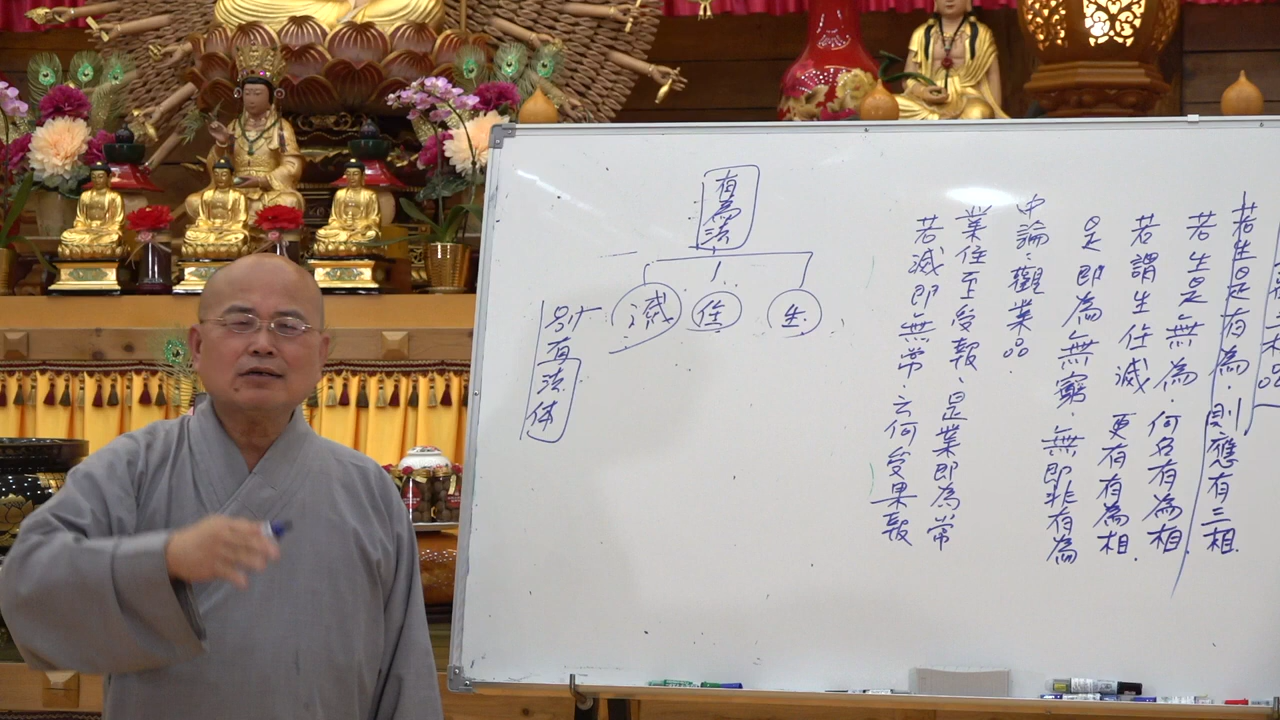 三相品
若生是有為．則應有三相．
若生是無為．何名有為相．
若謂生住滅 更有有為相．
是即為無窮．無即非有為
中論：觀業品．
業住至受報、是業即為常
若滅即無常．云何受果報
有為法
生
住
滅
別有法体